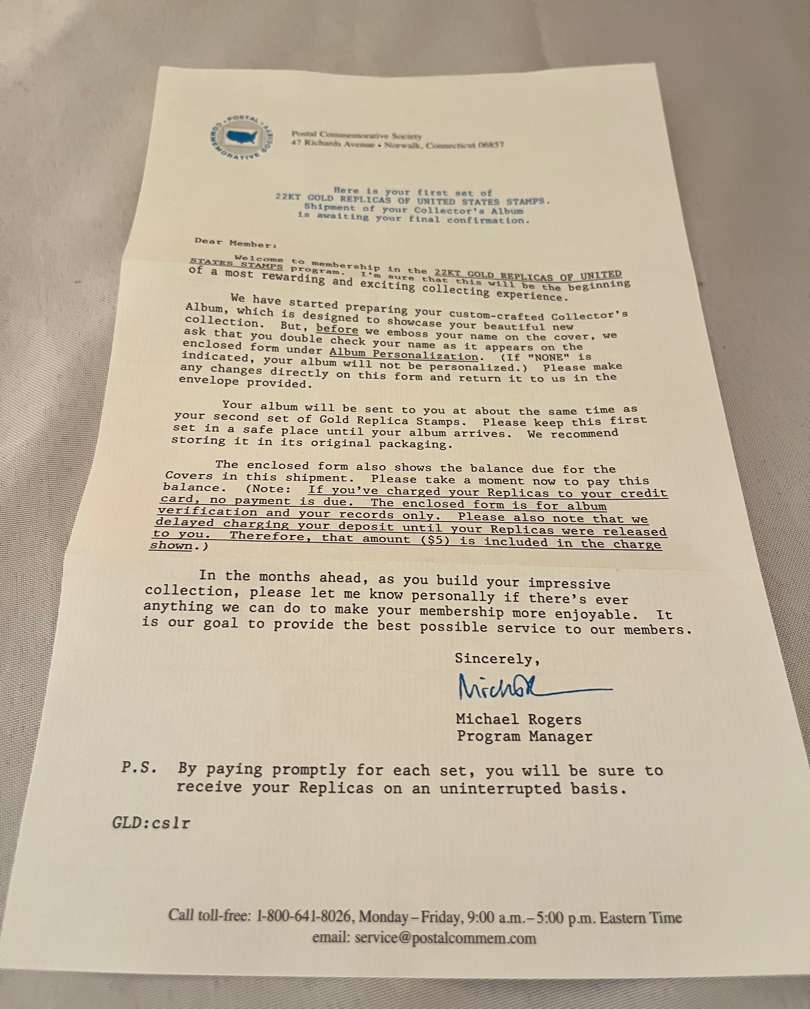 POSTAL COMMEMORATIVE SOCIETY
Postal Commemorative Society
47 Richards Avenue • Norwalk, Connecticut 06857
Here is your first set of
22KT GOLD REPLICAS OF UNITED STATES STAMPS.
Shipment of your Collector's Album
is awaiting your final confirmation.
Dear Member:
Welcome to membership in the 22KT GOLD REPLICAS OF UNITED
STATES STAMPS program. I'm sure that this will be the beginning
of a most rewarding and exciting collecting experience.
We have started preparing your custom-crafted Collector's
Album, which is designed to showcase your beautiful new
collection. But, before we emboss your name on the cover, we
ask that you double check your name as it appears on the
enclosed form under Album Personalization. (If "NONE" is
indicated, your album will not be personalized.) Please make
any changes directly on this form and return it to us in the
envelope provided.
Your album will be sent to you at about the same time as
your second set of Gold Replica Stamps. Please keep this first
set in a safe place until your album arrives. We recommend
storing it in its original packaging.
The enclosed form also shows the balance due for the
Covers in this shipment. Please take a moment now to pay this
balance. (Note: If you've charged your Replicas to your credit
card, no payment is due. The enclosed form is for album
verification and your records only. Please also note that we
delayed charging your deposit until your Replicas were released
to you. Therefore, that amount ($5) is included in the charge
shown.)
In the months ahead, as you build your impressive
collection, please let me know personally if there's ever
anything we can do to make your membership more enjoyable. It
is our goal to provide the best possible service to our members.
Sincerely,
Michael Rogers
Program Manager
P.S. By paying promptly for each set, you will be sure to
receive your Replicas on an uninterrupted basis.
GLD:cslr
Call toll-free: 1-800-641-8026, Monday – Friday, 9:00 a.m. – 5:00 p.m. Eastern Time
email: service@postalcommem.com